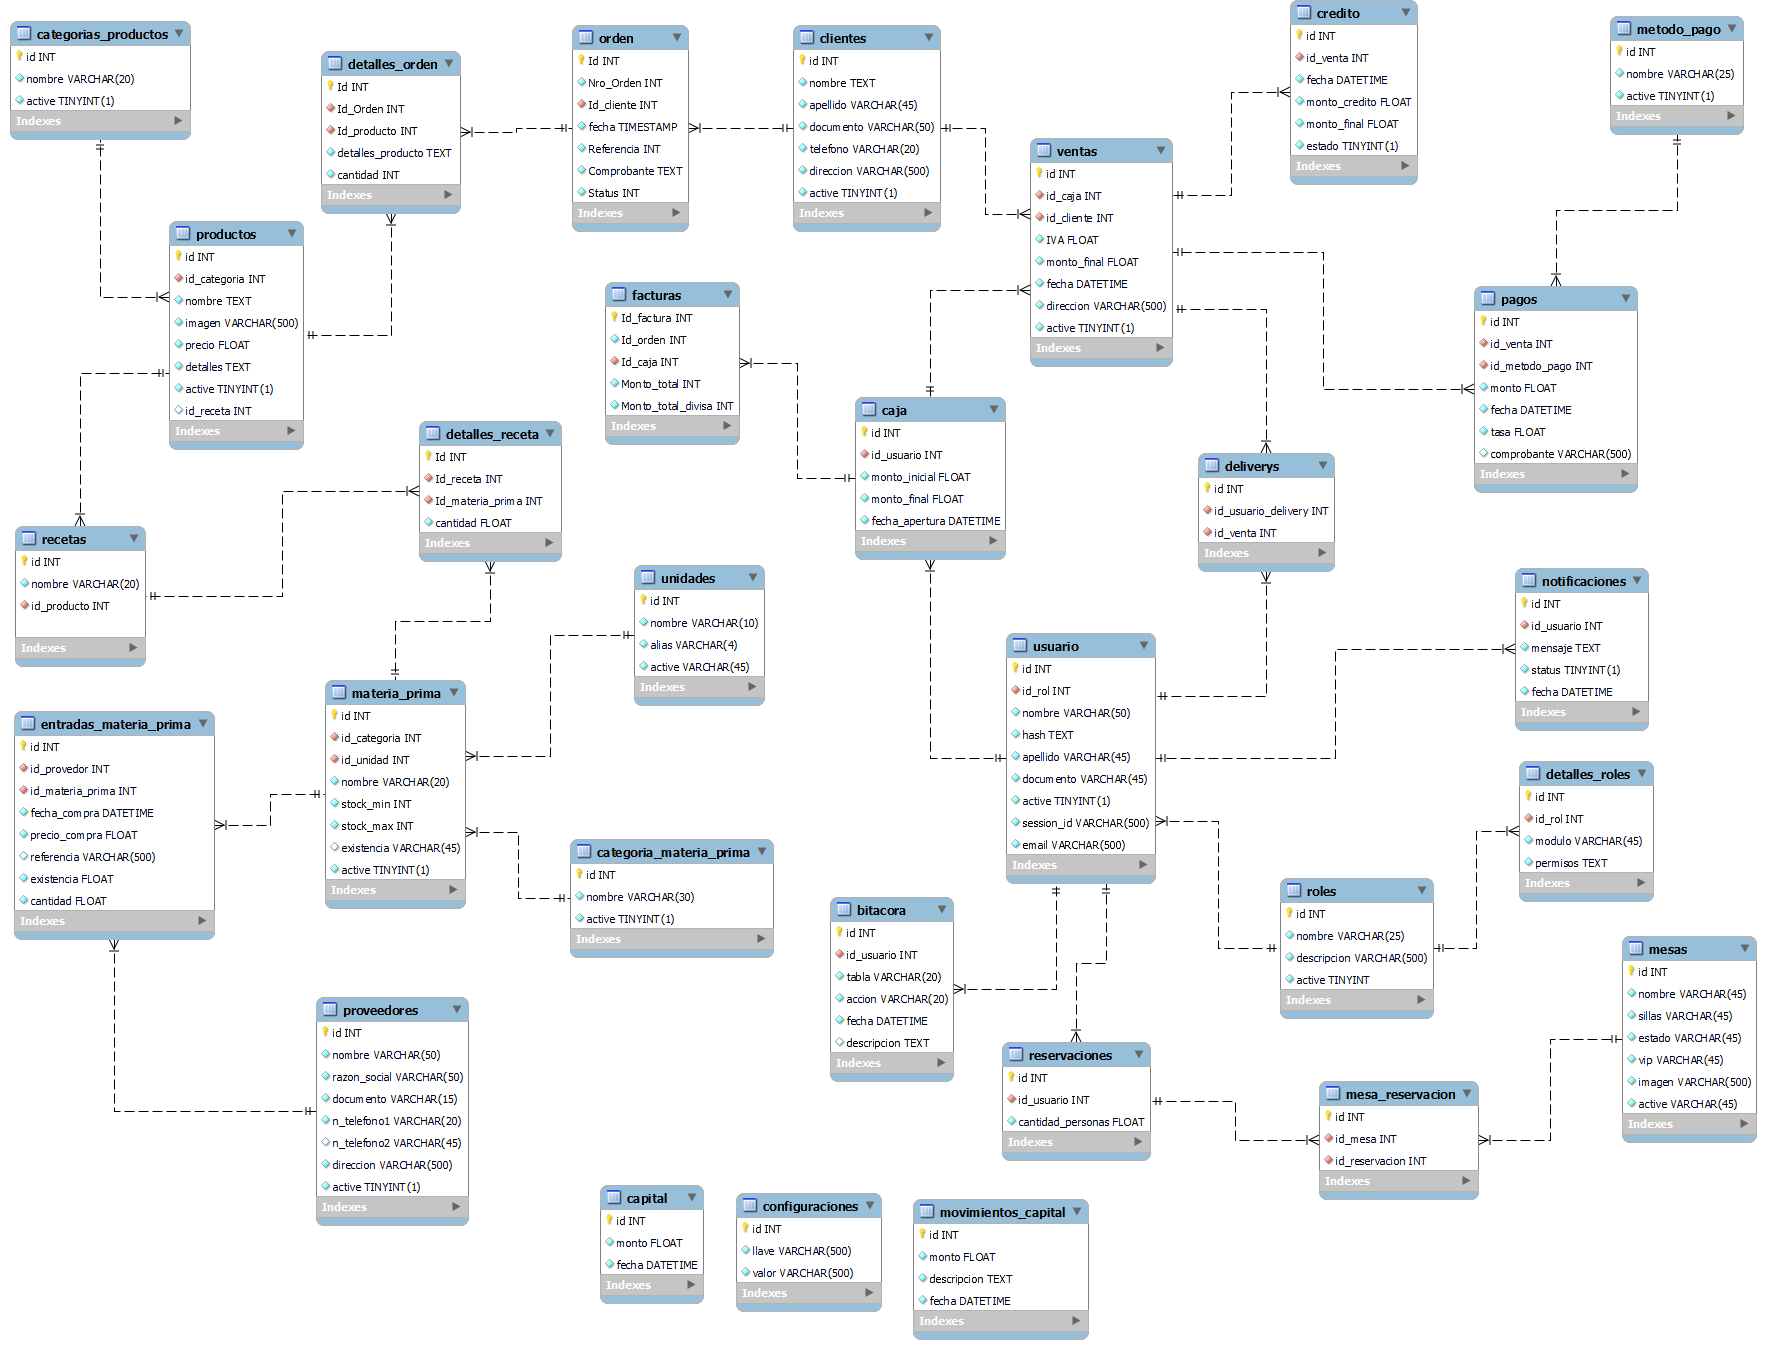 categorias_productos
id INT
nombre VARCHAR(20)
active TINYINT(1)
Indexes
detalles_orden
Id INT
Id_Orden INT
Id_producto INT
detalles_producto TEXT
cantidad INT
Indexes
orden
Id INT
Nro_Orden INT
Id_cliente INT
fecha TIMESTAMP
Referencia INT
Comprobante TEXT
Status INT
Indexes
clientes
id INT
nombre TEXT
apellido VARCHAR(45)
documento VARCHAR(50)
telefono VARCHAR(20)
direccion VARCHAR(500)
active TINYINT(1)
Indexes
credito
id INT
id_venta INT
fecha DATETIME
monto_credito FLOAT
monto_final FLOAT
estado TINYINT(1)
Indexes
metodo_pago
id INT
nombre VARCHAR(25)
active TINYINT(1)
Indexes
ventas
id INT
id_caja INT
id_cliente INT
IVA FLOAT
monto_final FLOAT
fecha DATETIME
direccion VARCHAR(500)
active TINYINT(1)
Indexes
productos
id INT
id_categoria INT
nombre TEXT
imagen VARCHAR(500)
precio FLOAT
detalles TEXT
active TINYINT(1)
id_receta INT
Indexes
facturas
Id_factura INT
Id_orden INT
Id_caja INT
Monto_total INT
Monto_total_divisa INT
Indexes
pagos
id INT
id_venta INT
id_metodo_pago INT
monto FLOAT
fecha DATETIME
tasa FLOAT
comprobante VARCHAR(500)
Indexes
caja
id INT
id_usuario INT
monto_inicial FLOAT
monto_final FLOAT
fecha_apertura DATETIME
Indexes
detalles_receta
Id INT
Id_receta INT
Id_materia_prima INT
cantidad FLOAT
Indexes
deliverys
id INT
id_usuario_delivery INT
id_venta INT
Indexes
recetas
id INT
nombre VARCHAR(20)
id_producto INT
Indexes
unidades
id INT
nombre VARCHAR(10)
alias VARCHAR(4)
active VARCHAR(45)
Indexes
notificaciones
id INT
id_usuario INT
mensaje TEXT
status TINYINT(1)
fecha DATETIME
Indexes
usuario
id INT
id_rol INT
nombre VARCHAR(50)
hash TEXT
apellido VARCHAR(45)
documento VARCHAR(45)
active TINYINT(1)
session_id VARCHAR(500)
email VARCHAR(500)
Indexes
materia_prima
id INT
id_categoria INT
id_unidad INT
nombre VARCHAR(20)
stock_min INT
stock_max INT
existencia VARCHAR(45)
active TINYINT(1)
Indexes
entradas_materia_prima
id INT
id_provedor INT
id_materia_prima INT
fecha_compra DATETIME
precio_compra FLOAT
referencia VARCHAR(500)
existencia FLOAT
cantidad FLOAT
Indexes
detalles_roles
id INT
id_rol INT
modulo VARCHAR(45)
permisos TEXT
Indexes
categoria_materia_prima
id INT
nombre VARCHAR(30)
active TINYINT(1)
Indexes
roles
id INT
nombre VARCHAR(25)
descripcion VARCHAR(500)
active TINYINT
Indexes
bitacora
id INT
id_usuario INT
tabla VARCHAR(20)
accion VARCHAR(20)
fecha DATETIME
descripcion TEXT
Indexes
mesas
id INT
nombre VARCHAR(45)
sillas VARCHAR(45)
estado VARCHAR(45)
vip VARCHAR(45)
imagen VARCHAR(500)
active VARCHAR(45)
Indexes
proveedores
id INT
nombre VARCHAR(50)
razon_social VARCHAR(50)
documento VARCHAR(15)
n_telefono1 VARCHAR(20)
n_telefono2 VARCHAR(45)
direccion VARCHAR(500)
active TINYINT(1)
Indexes
reservaciones
id INT
id_usuario INT
cantidad_personas FLOAT
Indexes
mesa_reservacion
id INT
id_mesa INT
id_reservacion INT
Indexes
capital
id INT
monto FLOAT
fecha DATETIME
Indexes
configuraciones
id INT
llave VARCHAR(500)
valor VARCHAR(500)
Indexes
movimientos_capital
id INT
monto FLOAT
descripcion TEXT
fecha DATETIME
Indexes